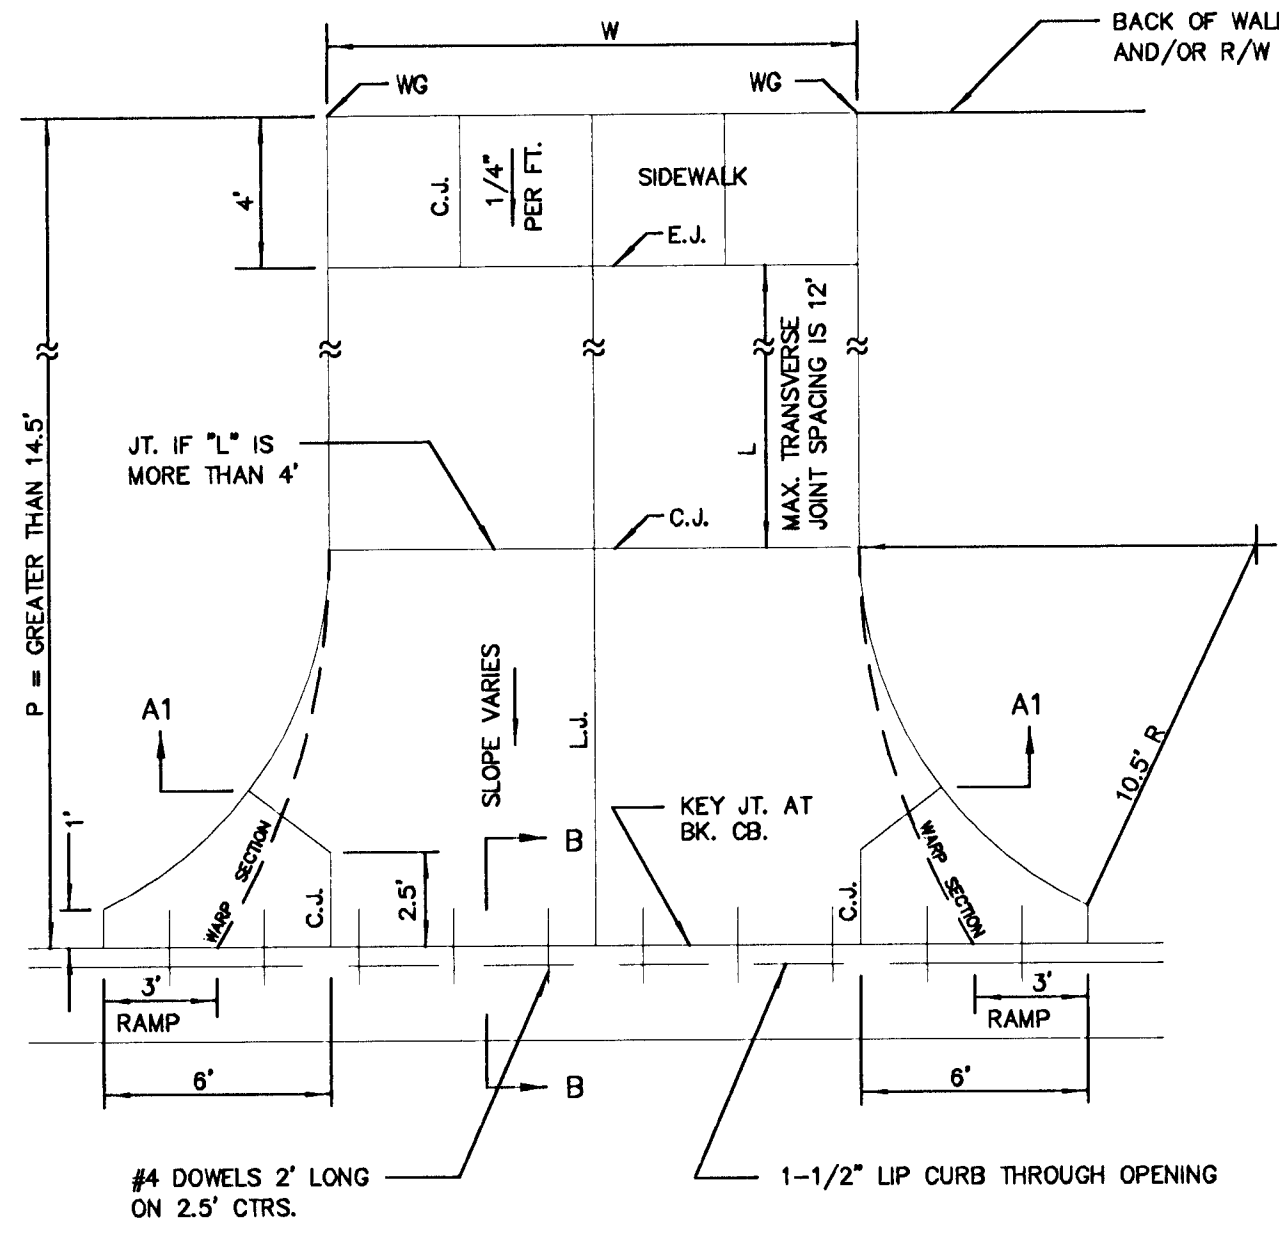 W
BACK OF WAL
AND/OR R/W
WG
WG
4'
C.J.
1/4"
PER FT.
SIDEWALK
E.J.
P = GREATER THAN 14.5'
JT. IF "L" IS
MORE THAN 4'
L
MAX. TRANSVERSE
JOINT SPACING IS 12'
C.J.
A1
SLOPE VARIES
L.J.
A1
10.5' R
1'
WARP SECTION
C.J.
2.5'
B
KEY JT. AT
BK. CB.
C.J.
WARP SECTION
3'
RAMP
3'
RAMP
6'
B
6'
#4 DOWELS 2' LONG
ON 2.5' CTRS.
1-1/2" LIP CURB THROUGH OPENING